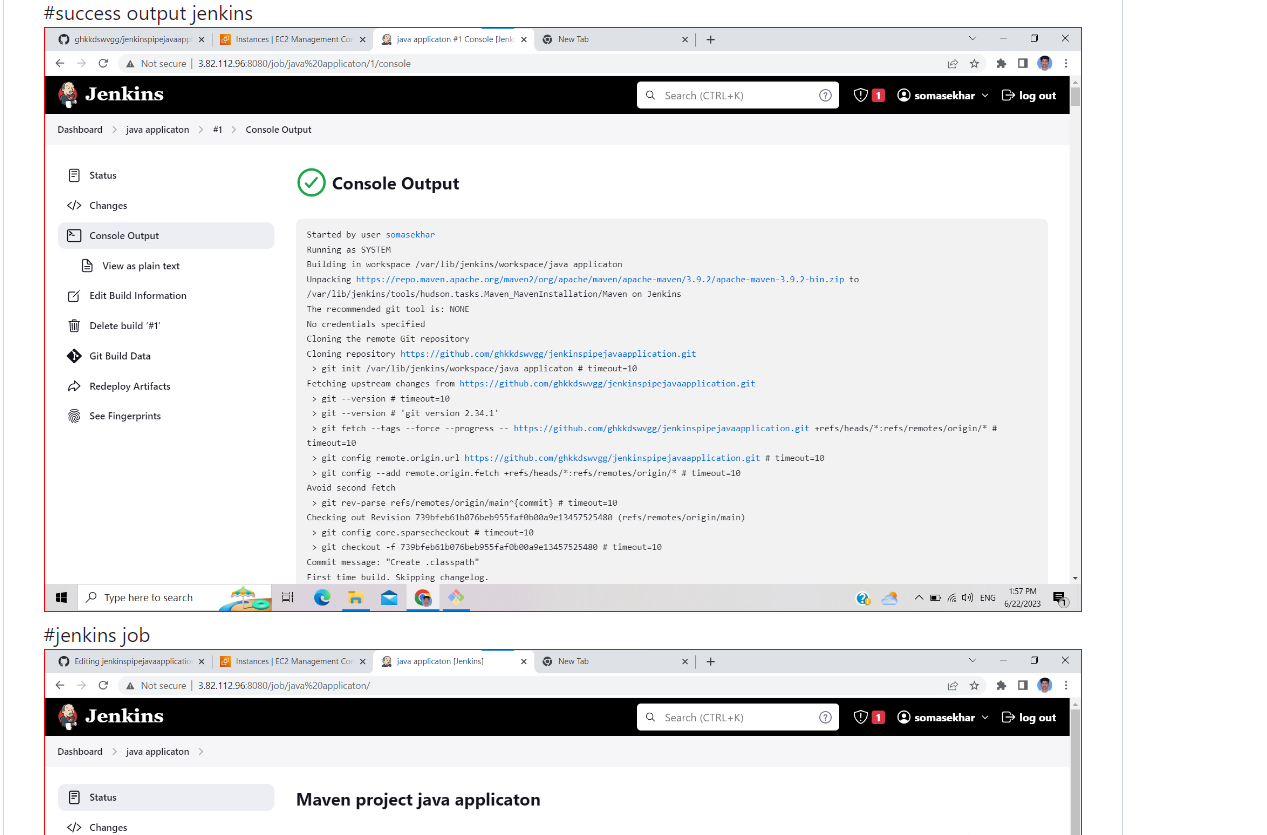 #success output jenkins
ghkkdswvgg/jenkinspipejavaapp
Instances | EC2 Management Con
java applicaton #1 Console [Jenk
New Tab
Not secure | 3.82.112.96:8080/job/java%20applicaton/1/console
Jenkins
Search (CTRL+K)
1
somasekhar
log out
Dashboard > java applicaton > #1 > Console Output
Status
Changes
Console Output
View as plain text
Edit Build Information
Delete build '#1'
Git Build Data
Redeploy Artifacts
See Fingerprints
Console Output
Started by user somasekhar
Running as SYSTEM
Building in workspace /var/lib/jenkins/workspace/java applicaton
Unpacking https://repo.maven.apache.org/maven2/org/apache/maven/apache-maven/3.9.2/apache-maven-3.9.2-bin.zip to
/var/lib/jenkins/tools/hudson.tasks.Maven_MavenInstallation/Maven on Jenkins
The recommended git tool is: NONE
No credentials specified
Cloning the remote Git repository
Cloning repository https://github.com/ghkkdswvgg/jenkinspipejavaapplication.git
> git init /var/lib/jenkins/workspace/java applicaton # timeout=10
Fetching upstream changes from https://github.com/ghkkdswvgg/jenkinspipejavaapplication.git
> git --version # timeout=10
> git --version # 'git version 2.34.1'
> git fetch --tags --force --progress -- https://github.com/ghkkdswvgg/jenkinspipejavaapplication.git +refs/heads/*:refs/remotes/origin/* #
timeout=10
> git config remote.origin.url https://github.com/ghkkdswvgg/jenkinspipejavaapplication.git # timeout=10
> git config --add remote.origin.fetch +refs/heads/*:refs/remotes/origin/* # timeout=10
Avoid second fetch
> git rev-parse refs/remotes/origin/main^{commit} # timeout=10
Checking out Revision 739bfeb61b076beb955faf0b00a9e13457525480 (refs/remotes/origin/main)
> git config core.sparsecheckout # timeout=10
> git checkout -f 739bfeb61b076beb955faf0b00a9e13457525480 # timeout=10
Commit message: "Create .classpath"
First time build. Skipping changelog.
Type here to search
ENG
1:57 PM
6/22/2023
1
#jenkins job
Editing jenkinspipejavaapplicatio
Instances | EC2 Management Con
java applicaton [Jenkins]
New Tab
Not secure | 3.82.112.96:8080/job/java%20applicaton/
Jenkins
Search (CTRL+K)
1
somasekhar
log out
Dashboard > java applicaton >
Status
Changes
Maven project java applicaton